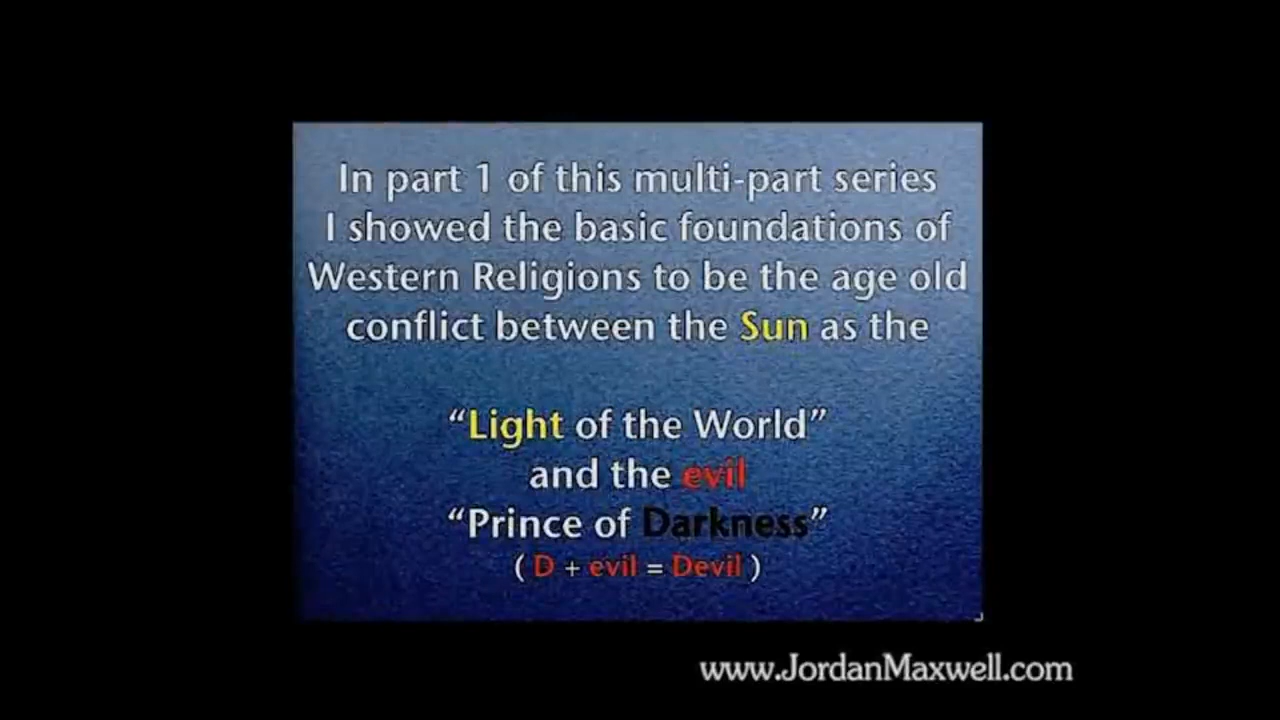 In part 1 of this multi-part series
I showed the basic foundations of
Western Religions to be the age old
conflict between the Sun as the
“Light of the World”
and the evil
“Prince of Darkness”
( D + evil = Devil )
www.JordanMaxwell.com